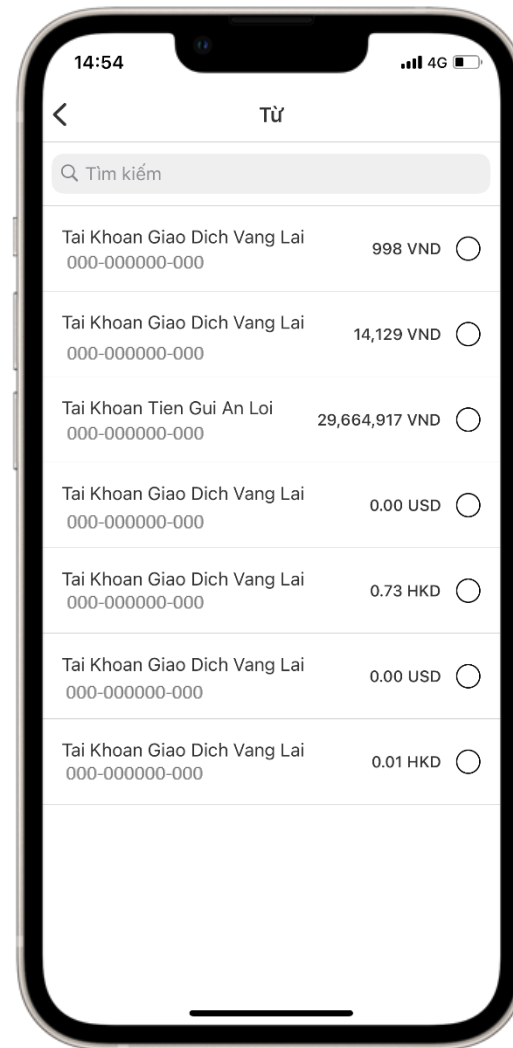 14:54
4G
Từ
Tìm kiếm
Tai Khoan Giao Dich Vang Lai
998 VND
000-000000-000
Tai Khoan Giao Dich Vang Lai
14,129 VND
000-000000-000
Tai Khoan Tien Gui An Loi
29,664,917 VND
000-000000-000
Tai Khoan Giao Dich Vang Lai
0.00 USD
000-000000-000
Tai Khoan Giao Dich Vang Lai
0.73 HKD
000-000000-000
Tai Khoan Giao Dich Vang Lai
0.00 USD
000-000000-000
Tai Khoan Giao Dich Vang Lai
0.01 HKD
000-000000-000